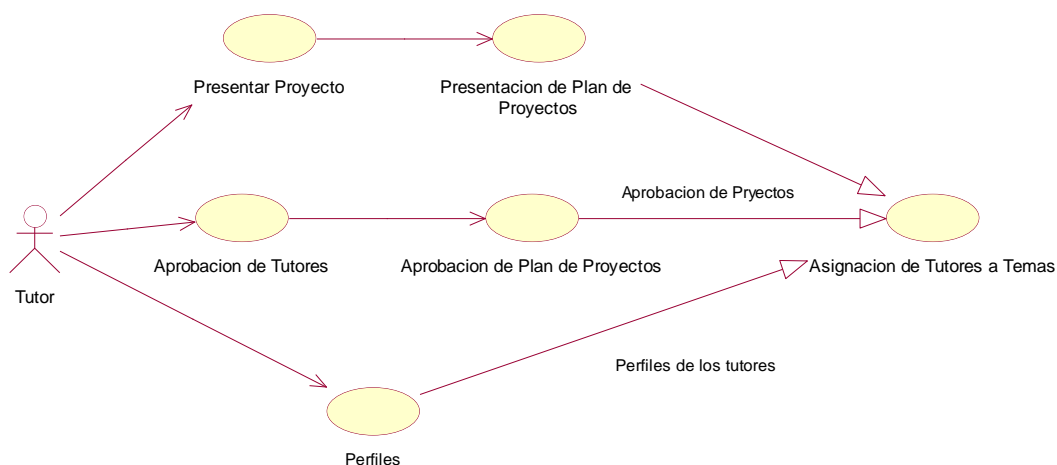 Presentar Proyecto
Presentacion de Plan de
Proyectos
Aprobacion de Pryectos
Aprobacion de Tutores
Aprobacion de Plan de Proyectos
Asignacion de Tutores a Temas
Tutor
Perfiles de los tutores
Perfiles